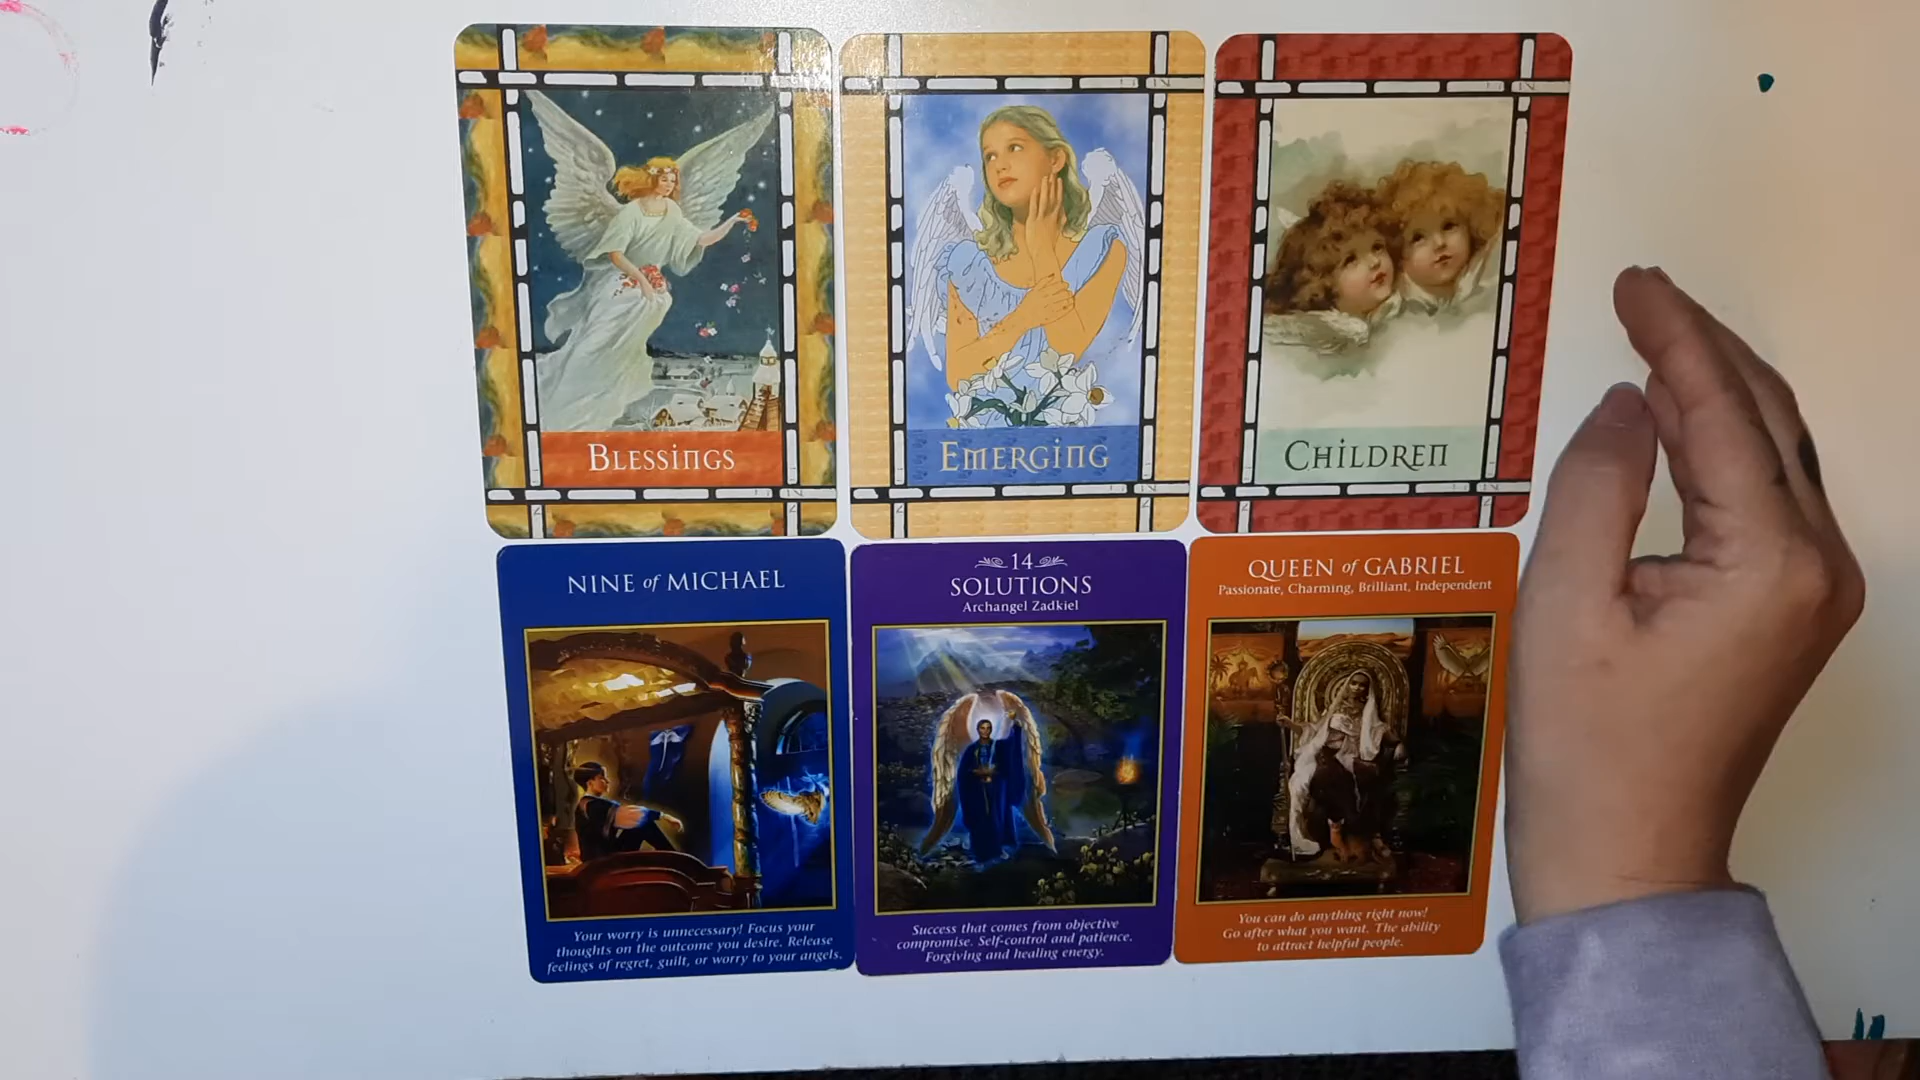 BLESSINGS
EMERGING
CHILDREN
NINE of MICHAEL
Your worry is unnecessary! Focus your
thoughts on the outcome you desire. Release
feelings of regret, guilt, or worry to your angels.
14
SOLUTIONS
Archangel Zadkiel
Success that comes from objective
compromise. Self-control and patience.
Forgiving and healing energy.
QUEEN of GABRIEL
Passionate, Charming, Brilliant, Independent
You can do anything right now!
Go after what you want. The ability
to attract helpful people.